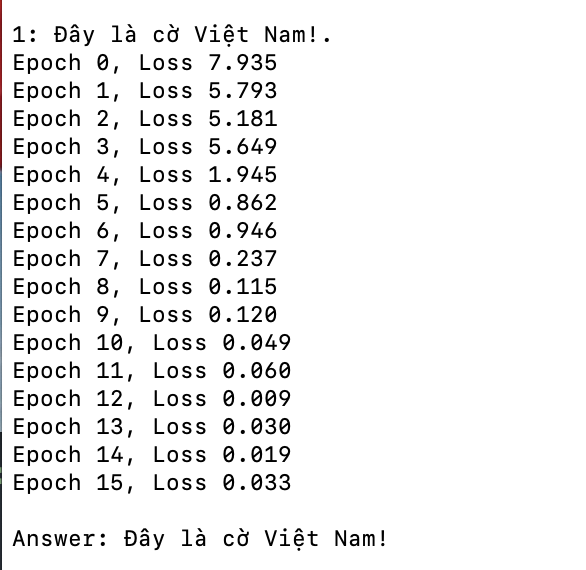 1: Đây là cờ Việt Nam!.
Epoch 0, Loss 7.935
Epoch 1, Loss 5.793
Epoch 2, Loss 5.181
Epoch 3, Loss 5.649
Epoch 4, Loss 1.945
Epoch 5, Loss 0.862
Epoch 6, Loss 0.946
Epoch 7, Loss 0.237
Epoch 8, Loss 0.115
Epoch 9, Loss 0.120
Epoch 10, Loss 0.049
Epoch 11, Loss 0.060
Epoch 12, Loss 0.009
Epoch 13, Loss 0.030
Epoch 14, Loss 0.019
Epoch 15, Loss 0.033
Answer: Đây là cờ Việt Nam!